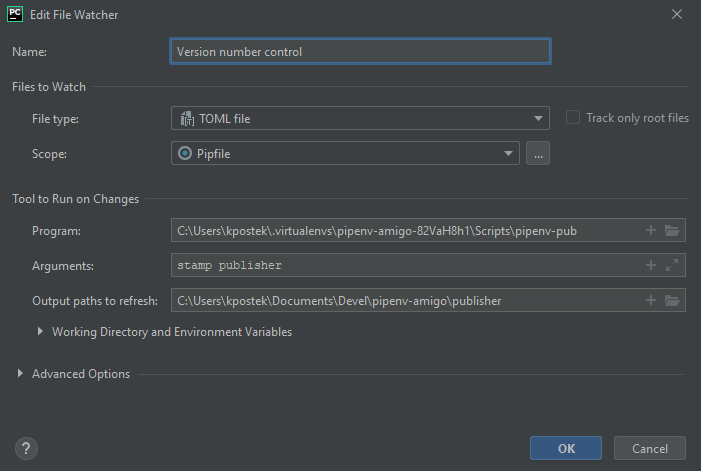 PC Edit File Watcher
Name: Version number control
Files to Watch
File type: TOML file Track only root files
Scope: Pipfile ...
Tool to Run on Changes
Program: C:\Users\kpostek\.virtualenvs\pipenv-amigo-82VaH8h1\Scripts\pipenv-pub
Arguments: stamp publisher
Output paths to refresh: C:\Users\kpostek\Documents\Devel\pipenv-amigo\publisher
Working Directory and Environment Variables
Advanced Options
? OK Cancel